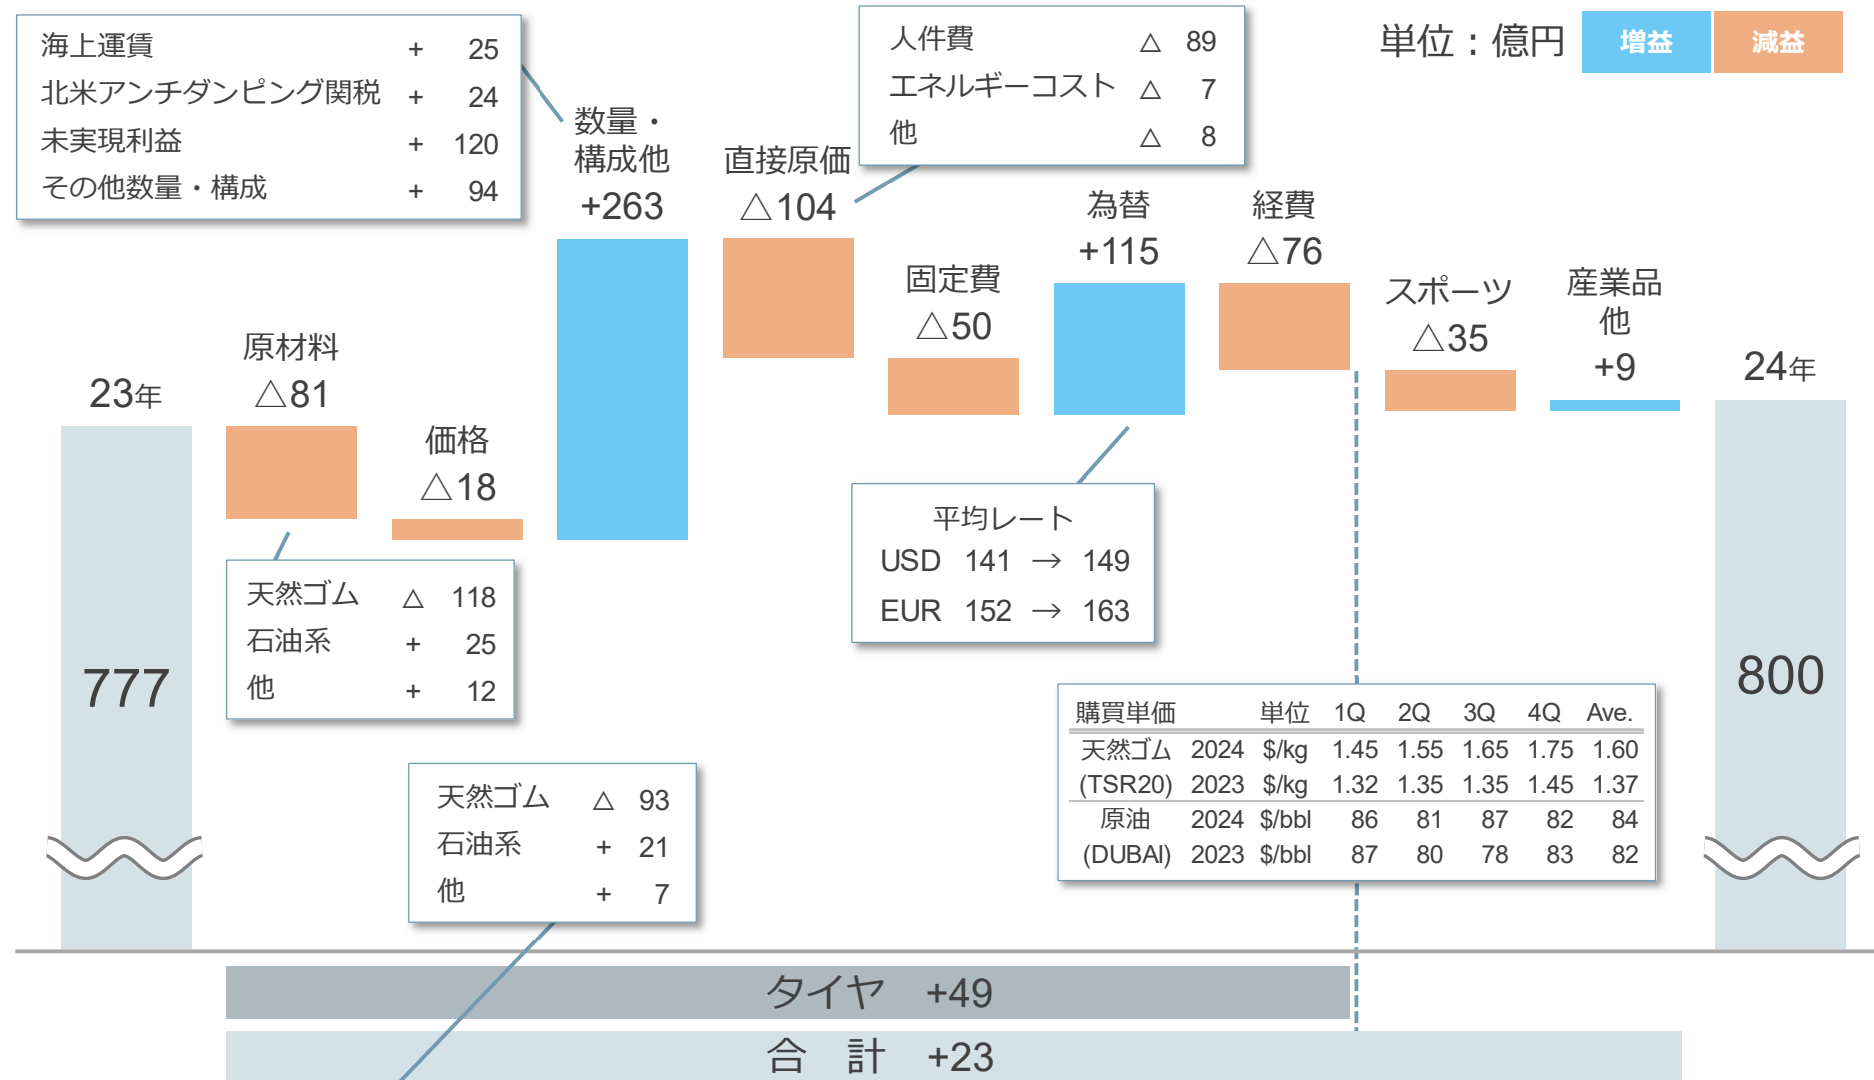 海上運賃 + 25
北米アンチダンピング関税 + 24
未実現利益 + 120
その他数量・構成 + 94
人件費 △ 89
エネルギーコスト △ 7
他 △ 8
単位：億円 増益 減益
数量・
構成他
+263
直接原価
△104
固定費
△50
為替
+115
経費
△76
スポーツ
△35
産業品
他
+9
23年
777
原材料
△81
価格
△18
24年
800
天然ゴム △ 118
石油系 + 25
他 + 12
平均レート
USD 141 → 149
EUR 152 → 163
天然ゴム △ 93
石油系 + 21
他 + 7
購買単価 単位 1Q 2Q 3Q 4Q Ave.
天然ゴム 2024 $/kg 1.45 1.55 1.65 1.75 1.60
(TSR20) 2023 $/kg 1.32 1.35 1.35 1.45 1.37
原油 2024 $/bbl 86 81 87 82 84
(DUBAI) 2023 $/bbl 87 80 78 83 82
タイヤ +49
合 計 +23